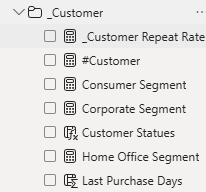 _Customer
_Customer Repeat Rate
#Customer
Consumer Segment
Corporate Segment
Customer Statues
Home Office Segment
Last Purchase Days